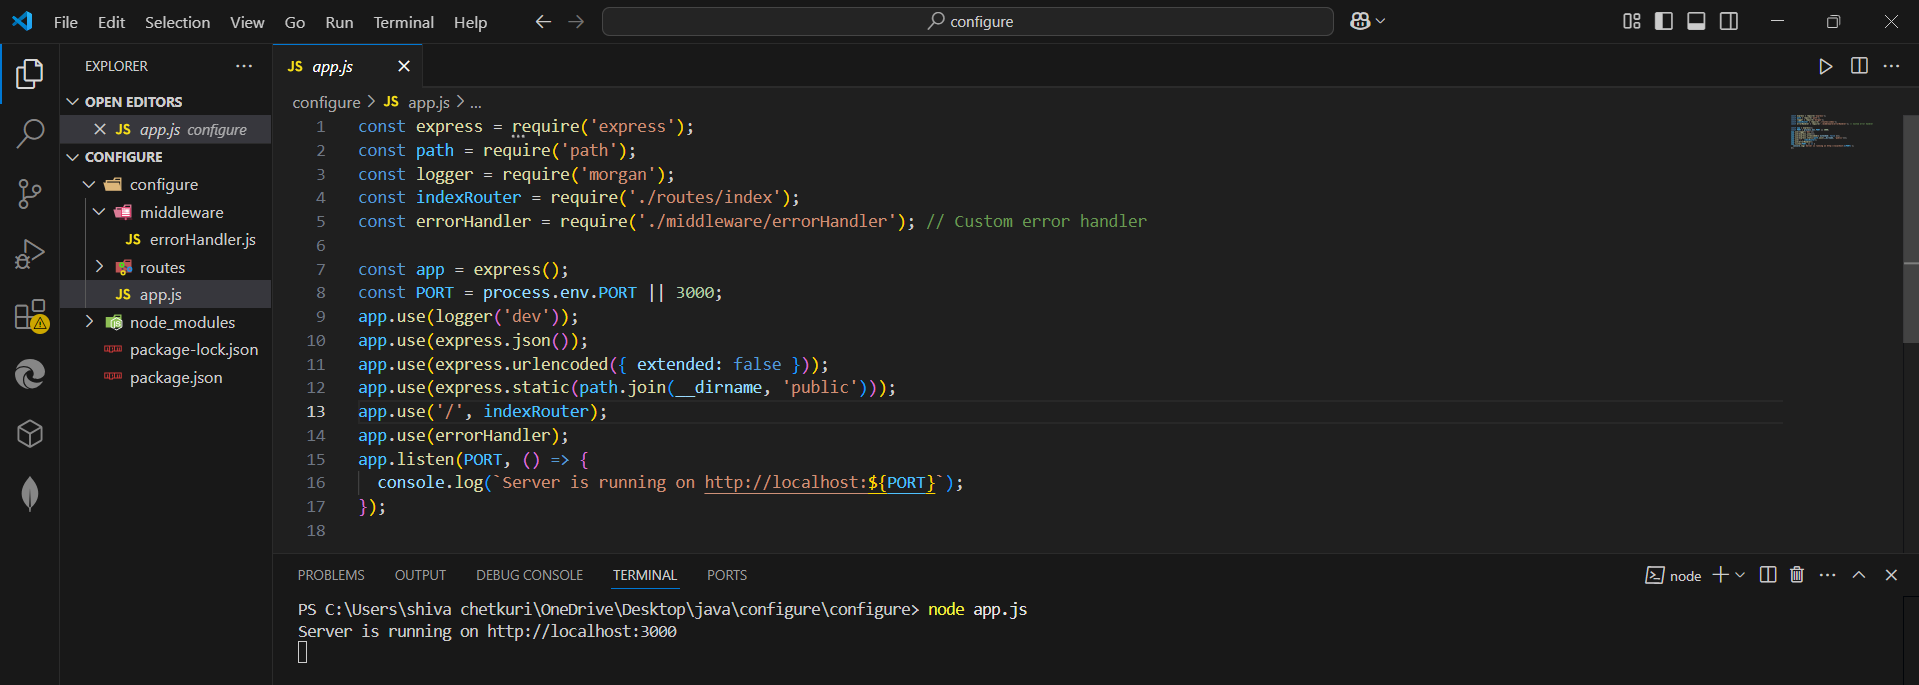 File Edit Selection View Go Run Terminal Help
configure
EXPLORER
OPEN EDITORS
JS app.js configure
CONFIGURE
configure
middleware
JS errorHandler.js
routes
JS app.js
node_modules
package-lock.json
package.json
JS app.js
configure > JS app.js > ...
1 const express = require('express');
2 const path = require('path');
3 const logger = require('morgan');
4 const indexRouter = require('./routes/index');
5 const errorHandler = require('./middleware/errorHandler'); // Custom error handler
6
7 const app = express();
8 const PORT = process.env.PORT || 3000;
9 app.use(logger('dev'));
10 app.use(express.json());
11 app.use(express.urlencoded({ extended: false }));
12 app.use(express.static(path.join(__dirname, 'public')));
13 app.use('/', indexRouter);
14 app.use(errorHandler);
15 app.listen(PORT, () => {
16 console.log(`Server is running on http://localhost:${PORT}`);
17 });
18
PROBLEMS OUTPUT DEBUG CONSOLE TERMINAL PORTS
node
PS C:\Users\shiva chetkuri\OneDrive\Desktop\java\configure\configure> node app.js
Server is running on http://localhost:3000